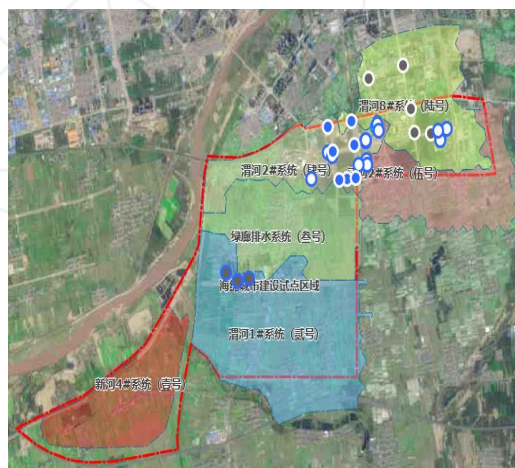 渭河8#系统（陆号）
渭河2#系统（肆号）
2#系统（伍号）
绿廊排水系统（叁号）
海绵城市建设试点区域
渭河1#系统（贰号）
新河4#系统（壹号）